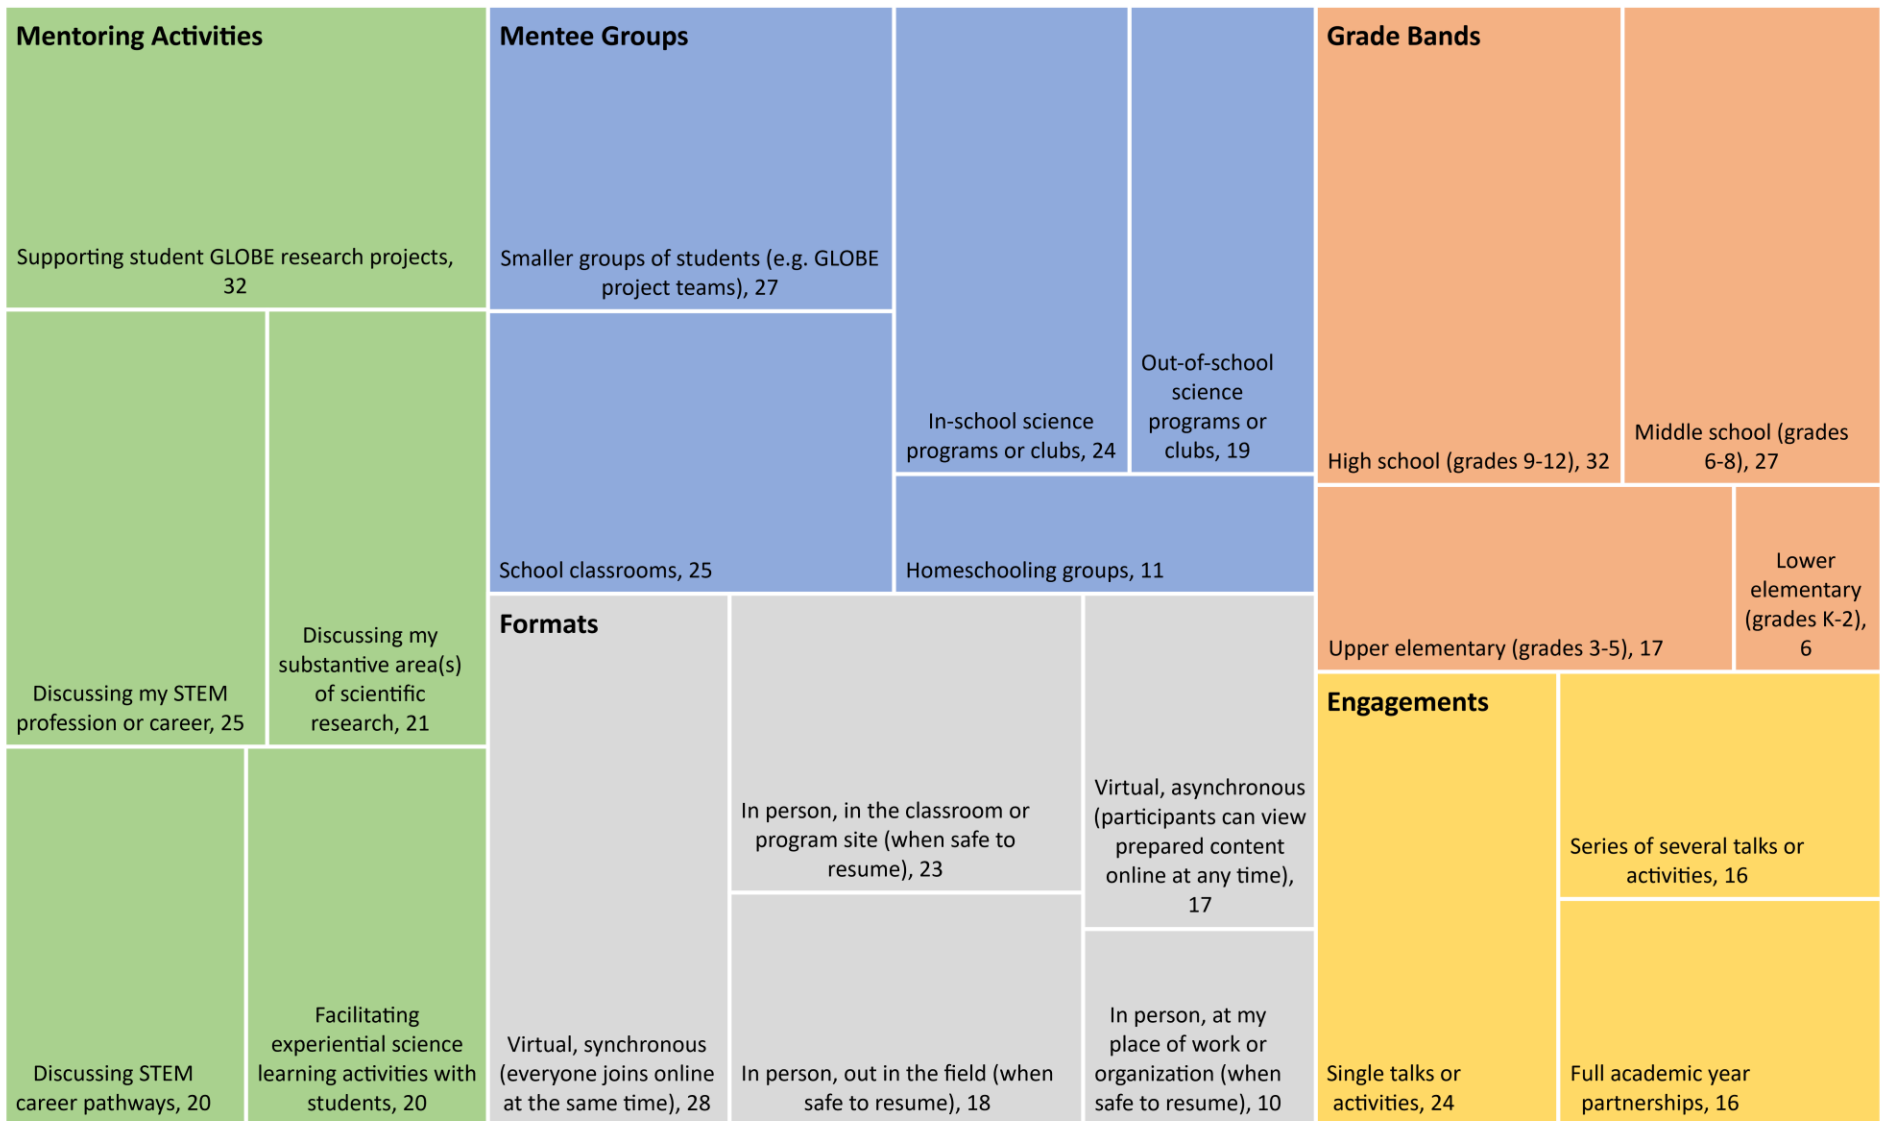 Mentoring Activities
Supporting student GLOBE research projects,
32
Discussing my STEM
profession or career, 25
Discussing my
substantive area(s)
of scientific
research, 21
Discussing STEM
career pathways, 20
Facilitating
experiential science
learning activities with
students, 20
Mentee Groups
Smaller groups of students (e.g. GLOBE
project teams), 27
School classrooms, 25
In-school science
programs or clubs, 24
Out-of-school
science
programs or
clubs, 19
Homeschooling groups, 11
Formats
Virtual, synchronous
(everyone joins online
at the same time), 28
In person, in the classroom or
program site (when safe to
resume), 23
In person, out in the field (when
safe to resume), 18
Virtual, asynchronous
(participants can view
prepared content
online at any time),
17
In person, at my
place of work or
organization (when
safe to resume), 10
Grade Bands
High school (grades 9-12), 32
Middle school (grades
6-8), 27
Upper elementary (grades 3-5), 17
Lower
elementary
(grades K-2),
6
Engagements
Single talks or
activities, 24
Series of several talks or
activities, 16
Full academic year
partnerships, 16